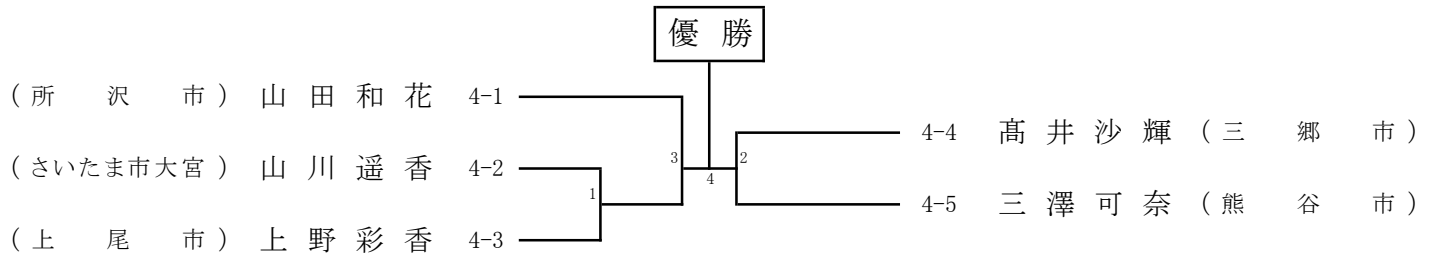 優勝
(所沢市) 山田和花 4-1
(さいたま市大宮) 山川遥香 4-2
(上尾市) 上野彩香 4-3
1
3
4
2
4-4 髙井沙輝 (三郷市)
4-5 三澤可奈 (熊谷市)